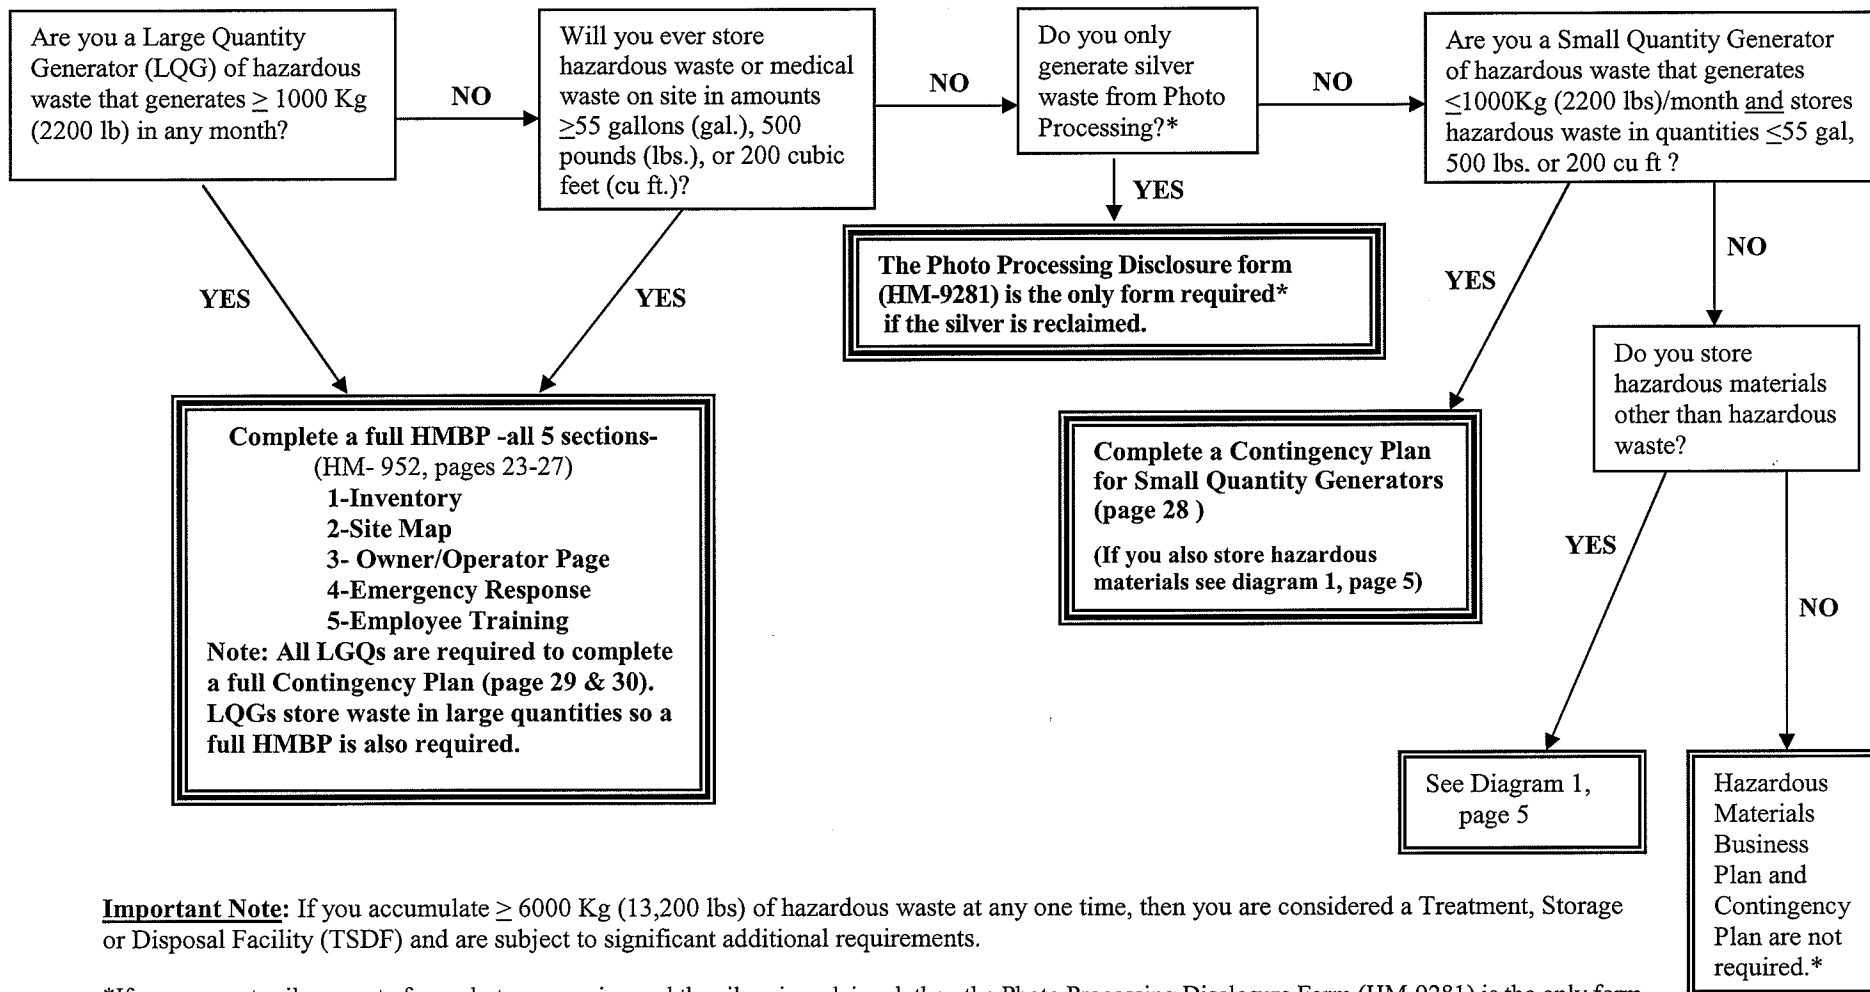 Are you a Large Quantity
Generator (LQG) of hazardous
waste that generates ≥ 1000 Kg
(2200 lb) in any month?
NO
Will you ever store
hazardous waste or medical
waste on site in amounts
≥55 gallons (gal.), 500
pounds (lbs.), or 200 cubic
feet (cu ft.)?
NO
Do you only
generate silver
waste from Photo
Processing?*
NO
Are you a Small Quantity Generator
of hazardous waste that generates
≤1000Kg (2200 lbs)/month and stores
hazardous waste in quantities ≤55 gal,
500 lbs. or 200 cu ft ?
YES
YES
YES
The Photo Processing Disclosure form
(HM-9281) is the only form required*
if the silver is reclaimed.
YES
NO
Do you store
hazardous materials
other than hazardous
waste?
Complete a full HMBP -all 5 sections-
(HM- 952, pages 23-27)
1-Inventory
2-Site Map
3- Owner/Operator Page
4-Emergency Response
5-Employee Training
Note: All LGQs are required to complete
a full Contingency Plan (page 29 & 30).
LQGs store waste in large quantities so a
full HMBP is also required.
Complete a Contingency Plan
for Small Quantity Generators
(page 28 )
(If you also store hazardous
materials see diagram 1, page 5)
YES
NO
See Diagram 1,
page 5
Hazardous
Materials
Business
Plan and
Contingency
Plan are not
required.*
Important Note: If you accumulate ≥ 6000 Kg (13,200 lbs) of hazardous waste at any one time, then you are considered a Treatment, Storage
or Disposal Facility (TSDF) and are subject to significant additional requirements.